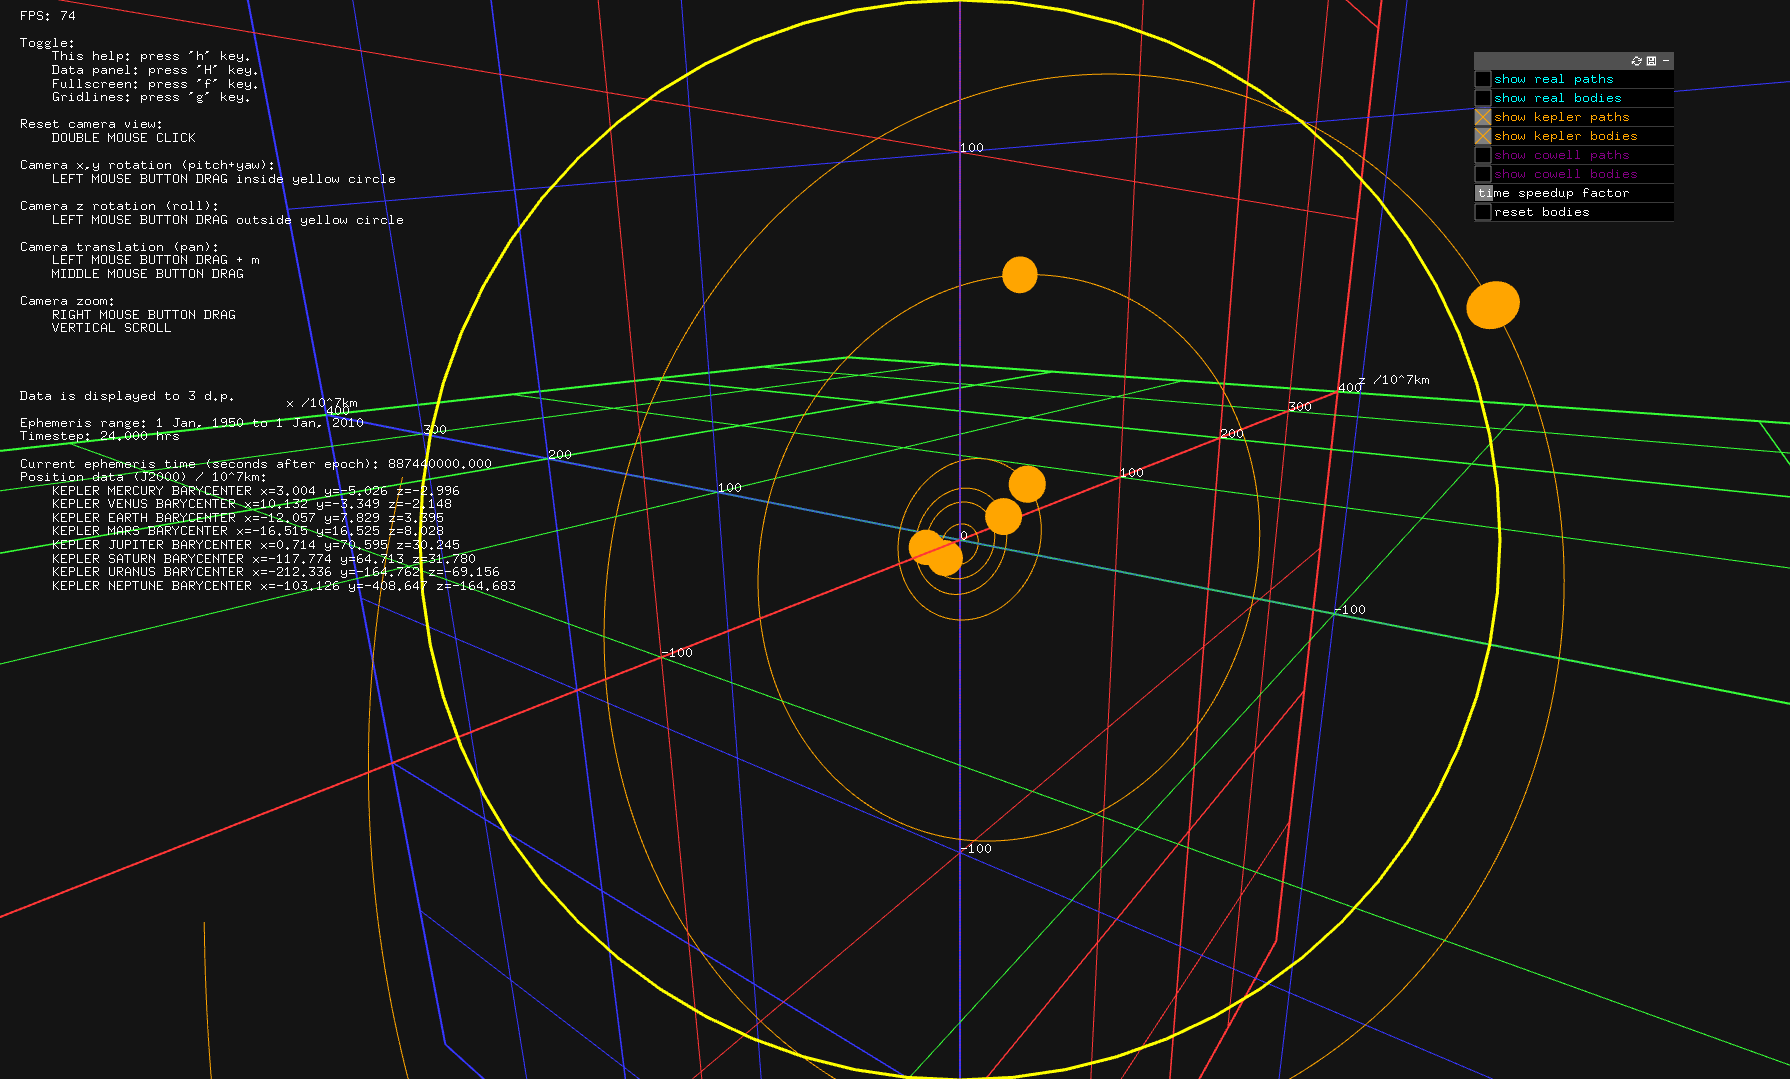 FPS: 74
Toggle:
This help: press "h" key.
Data panel: press "H" key.
Fullscreen: press "f" key.
Gridlines: press "g" key.
Reset camera view:
DOUBLE MOUSE CLICK
Camera x,y rotation (pitch+yaw):
LEFT MOUSE BUTTON DRAG inside yellow circle
Camera z rotation (roll):
LEFT MOUSE BUTTON DRAG outside yellow circle
Camera translation (pan):
LEFT MOUSE BUTTON DRAG + m
MIDDLE MOUSE BUTTON DRAG
Camera zoom:
RIGHT MOUSE BUTTON DRAG
VERTICAL SCROLL
Data is displayed to 3 d.p.
Ephemeris range: 1 Jan, 1950 to 1 Jan, 2010
Timestep: 24.000 hrs
Current ephemeris time (seconds after epoch): 887440000.000
Position data (J2000) / 10^7km:
KEPLER MERCURY BARYCENTER x=3.004 y=-5.026 z=-2.996
KEPLER VENUS BARYCENTER x=10.132 y=-3.349 z=-2.148
KEPLER EARTH BARYCENTER x=-12.057 y=7.829 z=3.395
KEPLER MARS BARYCENTER x=-16.515 y=16.525 z=8.028
KEPLER JUPITER BARYCENTER x=0.714 y=70.595 z=30.245
KEPLER SATURN BARYCENTER x=-117.774 y=64.713 z=31.780
KEPLER URANUS BARYCENTER x=-212.336 y=-164.762 z=-69.156
KEPLER NEPTUNE BARYCENTER x=-103.126 y=-408.647 z=-164.683
x /10^7km
400
300
200
100
0
-100
100
-100
z /10^7km
400
300
200
100
-100
show real paths
show real bodies
show kepler paths
show kepler bodies
show cowell paths
show cowell bodies
time speedup factor
reset bodies